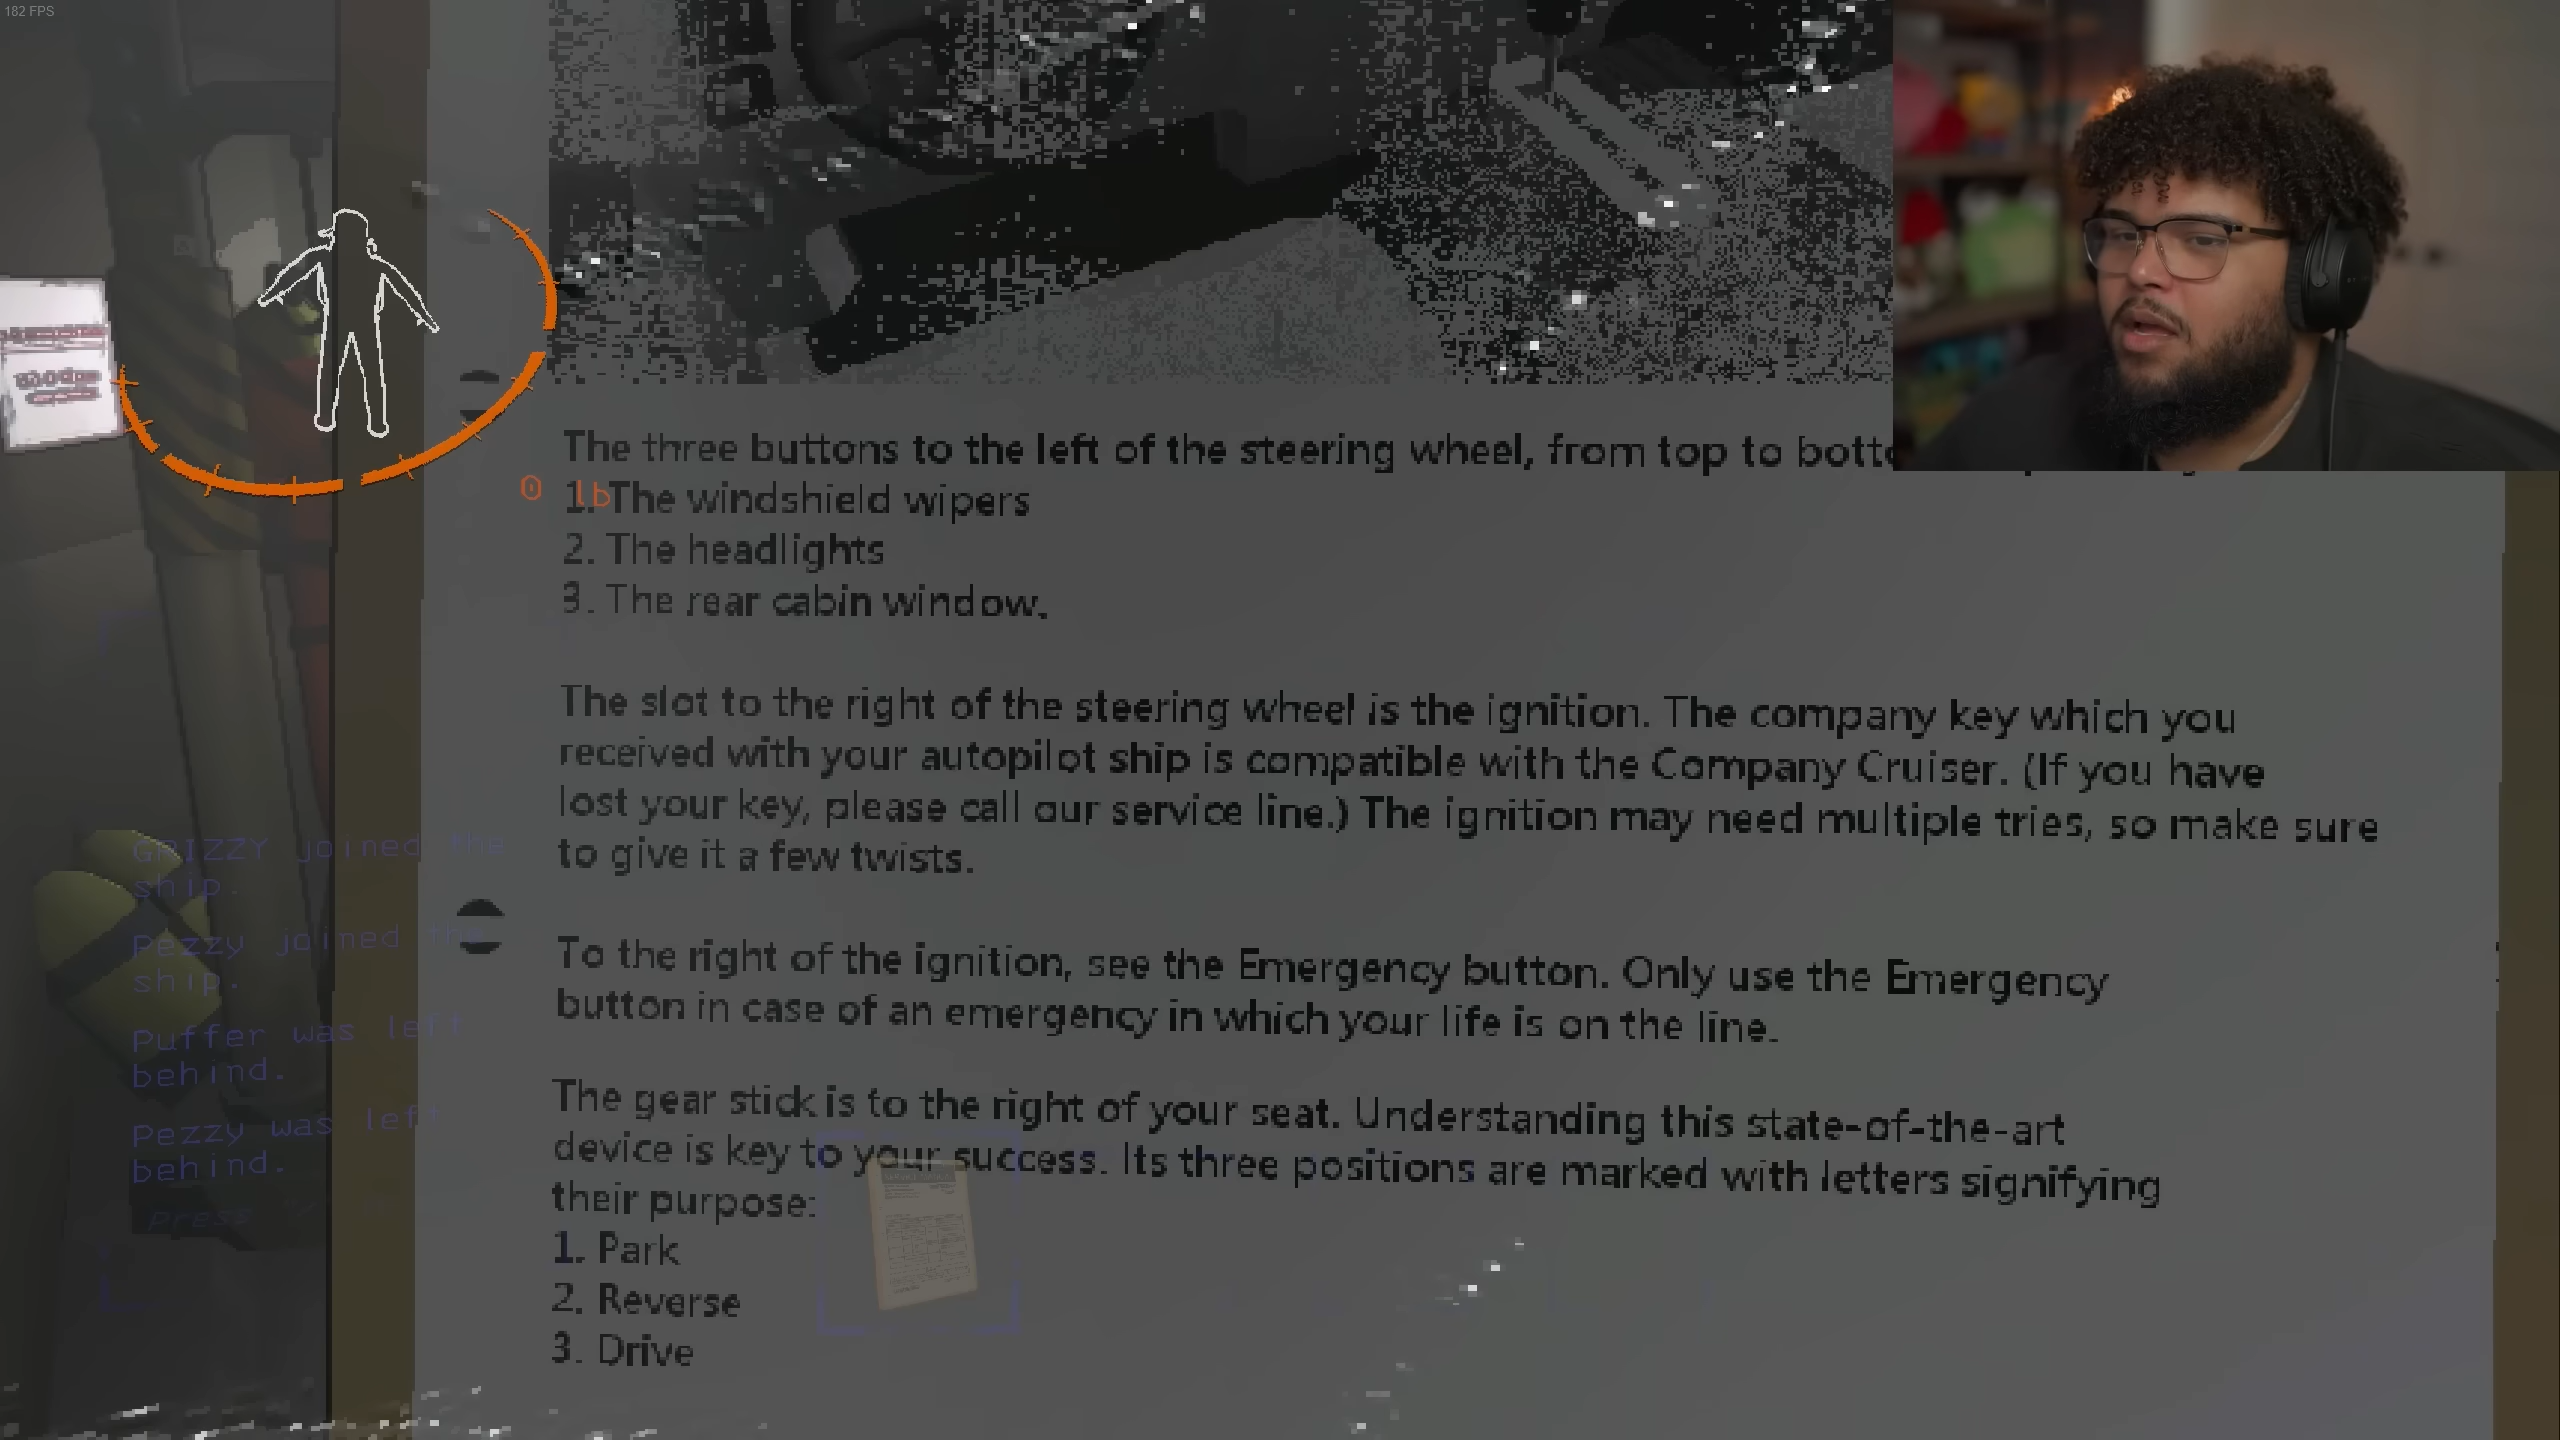 182 FPS
The three buttons to the left of the steering wheel, from top to
0 lb
1. The windshield wipers
2. The headlights
3. The rear cabin window.
The slot to the right of the steering wheel is the ignition. The company key which you
received with your autopilot ship is compatible with the Company Cruiser. (If you have
lost your key, please call our service line.) The ignition may need multiple tries, so make sure
to give it a few twists.
To the right of the ignition, see the Emergency button. Only use the Emergency
button in case of an emergency in which your life is on the line.
The gear stick is to the right of your seat. Understanding this state-of-the-art
device is key to your success. Its three positions are marked with letters signifying
their purpose:
1. Park
2. Reverse
3. Drive
GRIZZY joined the
ship.
Pezzy joined the
ship.
Puffer was left
behind.
Pezzy was left
behind.
Press